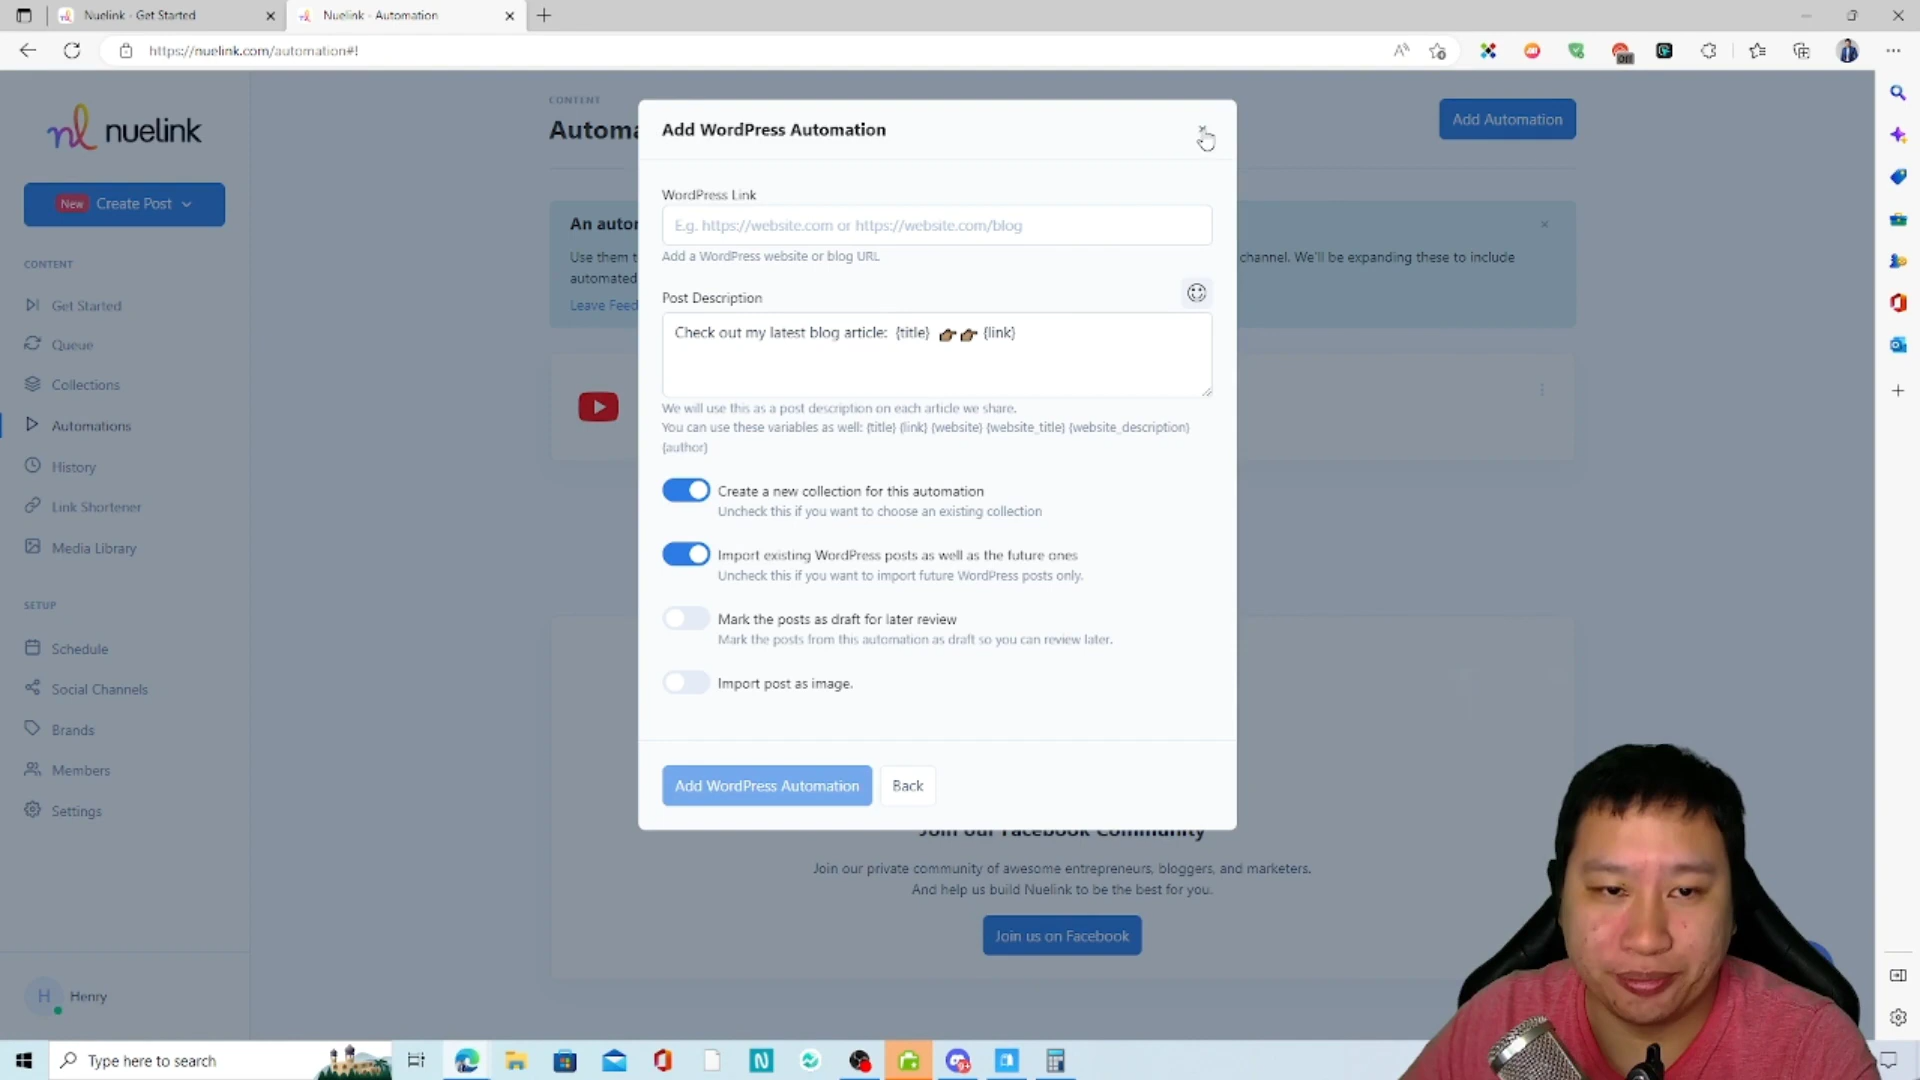 Nuelink - Get Started
Nuelink - Automation
https://nuelink.com/automation#!
nl nuelink
New Create Post
CONTENT
Get Started
Queue
Collections
Automations
History
Link Shortener
Media Library
SETUP
Schedule
Social Channels
Brands
Members
Settings
H Henry
CONTENT
Automa
Add Automation
An autor
Use them t
channel. We'll be expanding these to include
automated
Leave Feed
Add WordPress Automation
WordPress Link
E.g. https://website.com or https://website.com/blog
Add a WordPress website or blog URL
Post Description
Check out my latest blog article: {title} 👉🏾👉🏾 {link}
We will use this as a post description on each article we share.
You can use these variables as well: {title} {link} {website} {website_title} {website_description}
{author}
Create a new collection for this automation
Uncheck this if you want to choose an existing collection
Import existing WordPress posts as well as the future ones
Uncheck this if you want to import future WordPress posts only.
Mark the posts as draft for later review
Mark the posts from this automation as draft so you can review later.
Import post as image.
Add WordPress Automation
Back
Join our Facebook Community
Join our private community of awesome entrepreneurs, bloggers, and marketers.
And help us build Nuelink to be the best for you.
Join us on Facebook
Type here to search